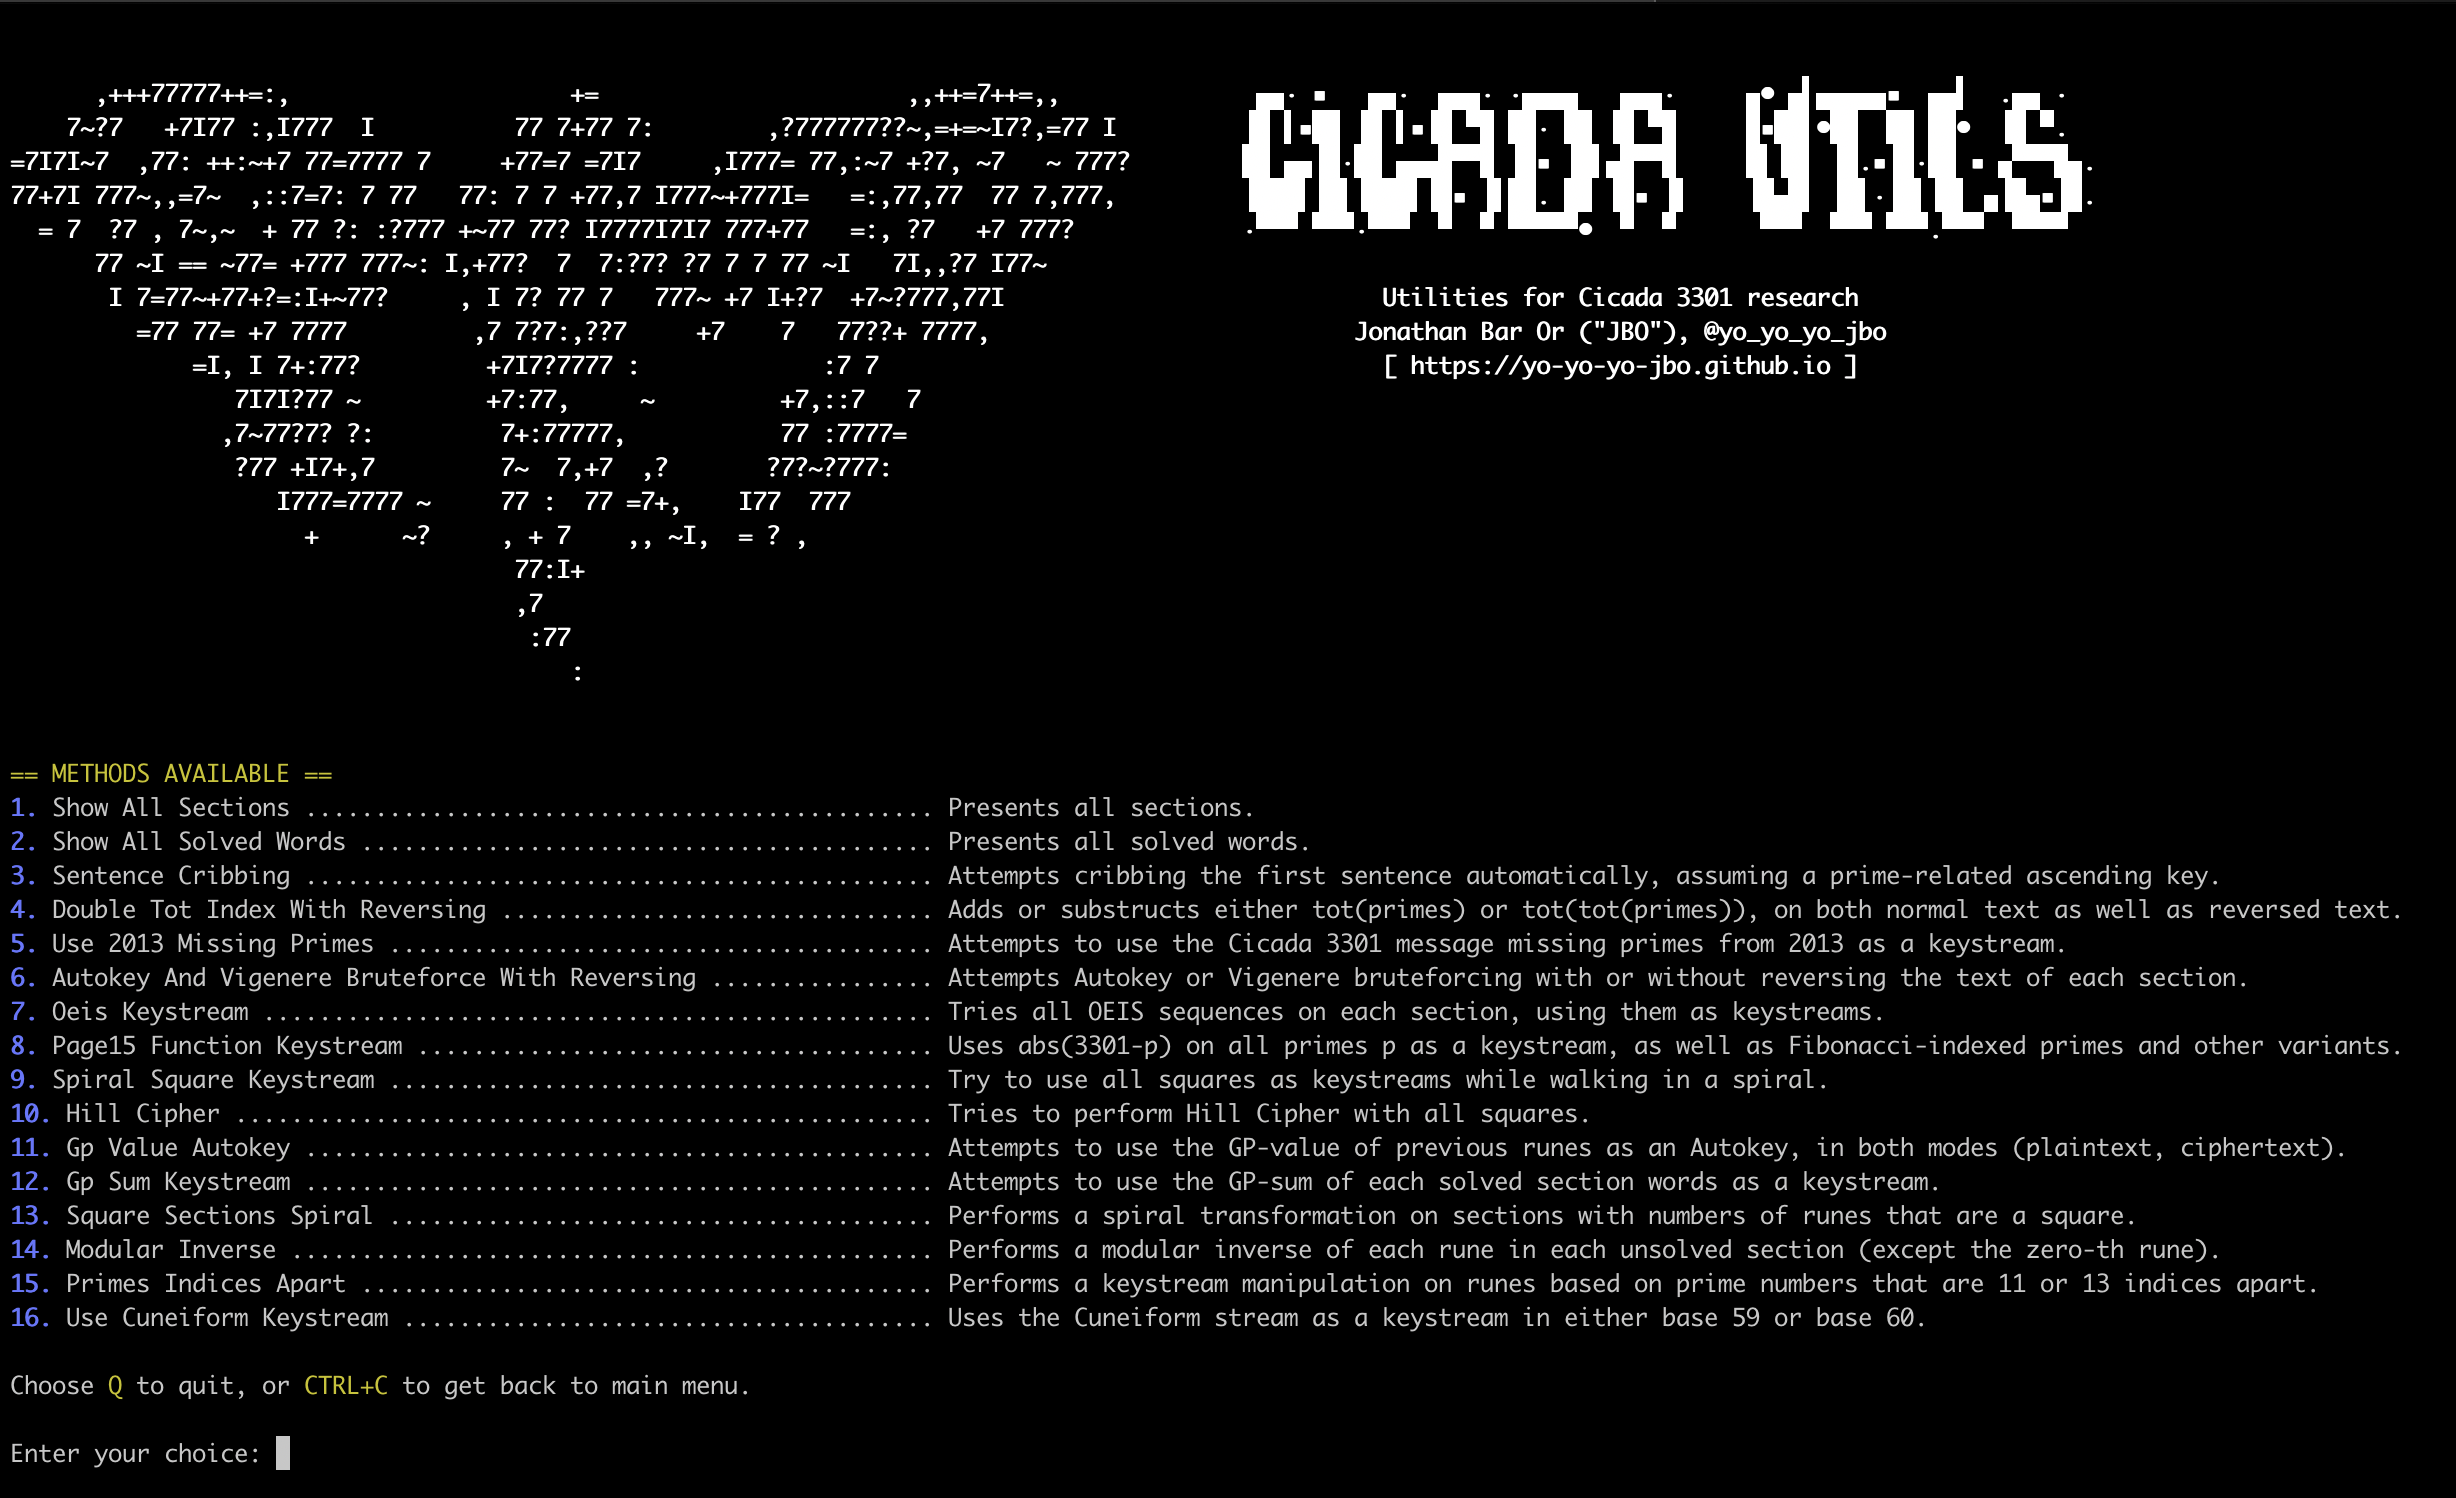 CICADA UTILS
Utilities for Cicada 3301 research
Jonathan Bar Or ("JBO"), @yo_yo_yo_jbo
[ https://yo-yo-yo-jbo.github.io ]
== METHODS AVAILABLE ==
1. Show All Sections ............................................. Presents all sections.
2. Show All Solved Words ......................................... Presents all solved words.
3. Sentence Cribbing ............................................. Attempts cribbing the first sentence automatically, assuming a prime-related ascending key.
4. Double Tot Index With Reversing ............................... Adds or substructs either tot(primes) or tot(tot(primes)), on both normal text as well as reversed text.
5. Use 2013 Missing Primes ....................................... Attempts to use the Cicada 3301 message missing primes from 2013 as a keystream.
6. Autokey And Vigenere Bruteforce With Reversing ................ Attempts Autokey or Vigenere bruteforcing with or without reversing the text of each section.
7. Oeis Keystream ................................................ Tries all OEIS sequences on each section, using them as keystreams.
8. Page15 Function Keystream ..................................... Uses abs(3301-p) on all primes p as a keystream, as well as Fibonacci-indexed primes and other variants.
9. Spiral Square Keystream ....................................... Try to use all squares as keystreams while walking in a spiral.
10. Hill Cipher .................................................. Tries to perform Hill Cipher with all squares.
11. Gp Value Autokey ............................................. Attempts to use the GP-value of previous runes as an Autokey, in both modes (plaintext, ciphertext).
12. Gp Sum Keystream ............................................. Attempts to use the GP-sum of each solved section words as a keystream.
13. Square Sections Spiral ....................................... Performs a spiral transformation on sections with numbers of runes that are a square.
14. Modular Inverse .............................................. Performs a modular inverse of each rune in each unsolved section (except the zero-th rune).
15. Primes Indices Apart ......................................... Performs a keystream manipulation on runes based on prime numbers that are 11 or 13 indices apart.
16. Use Cuneiform Keystream ...................................... Uses the Cuneiform stream as a keystream in either base 59 or base 60.
Choose Q to quit, or CTRL+C to get back to main menu.
Enter your choice: